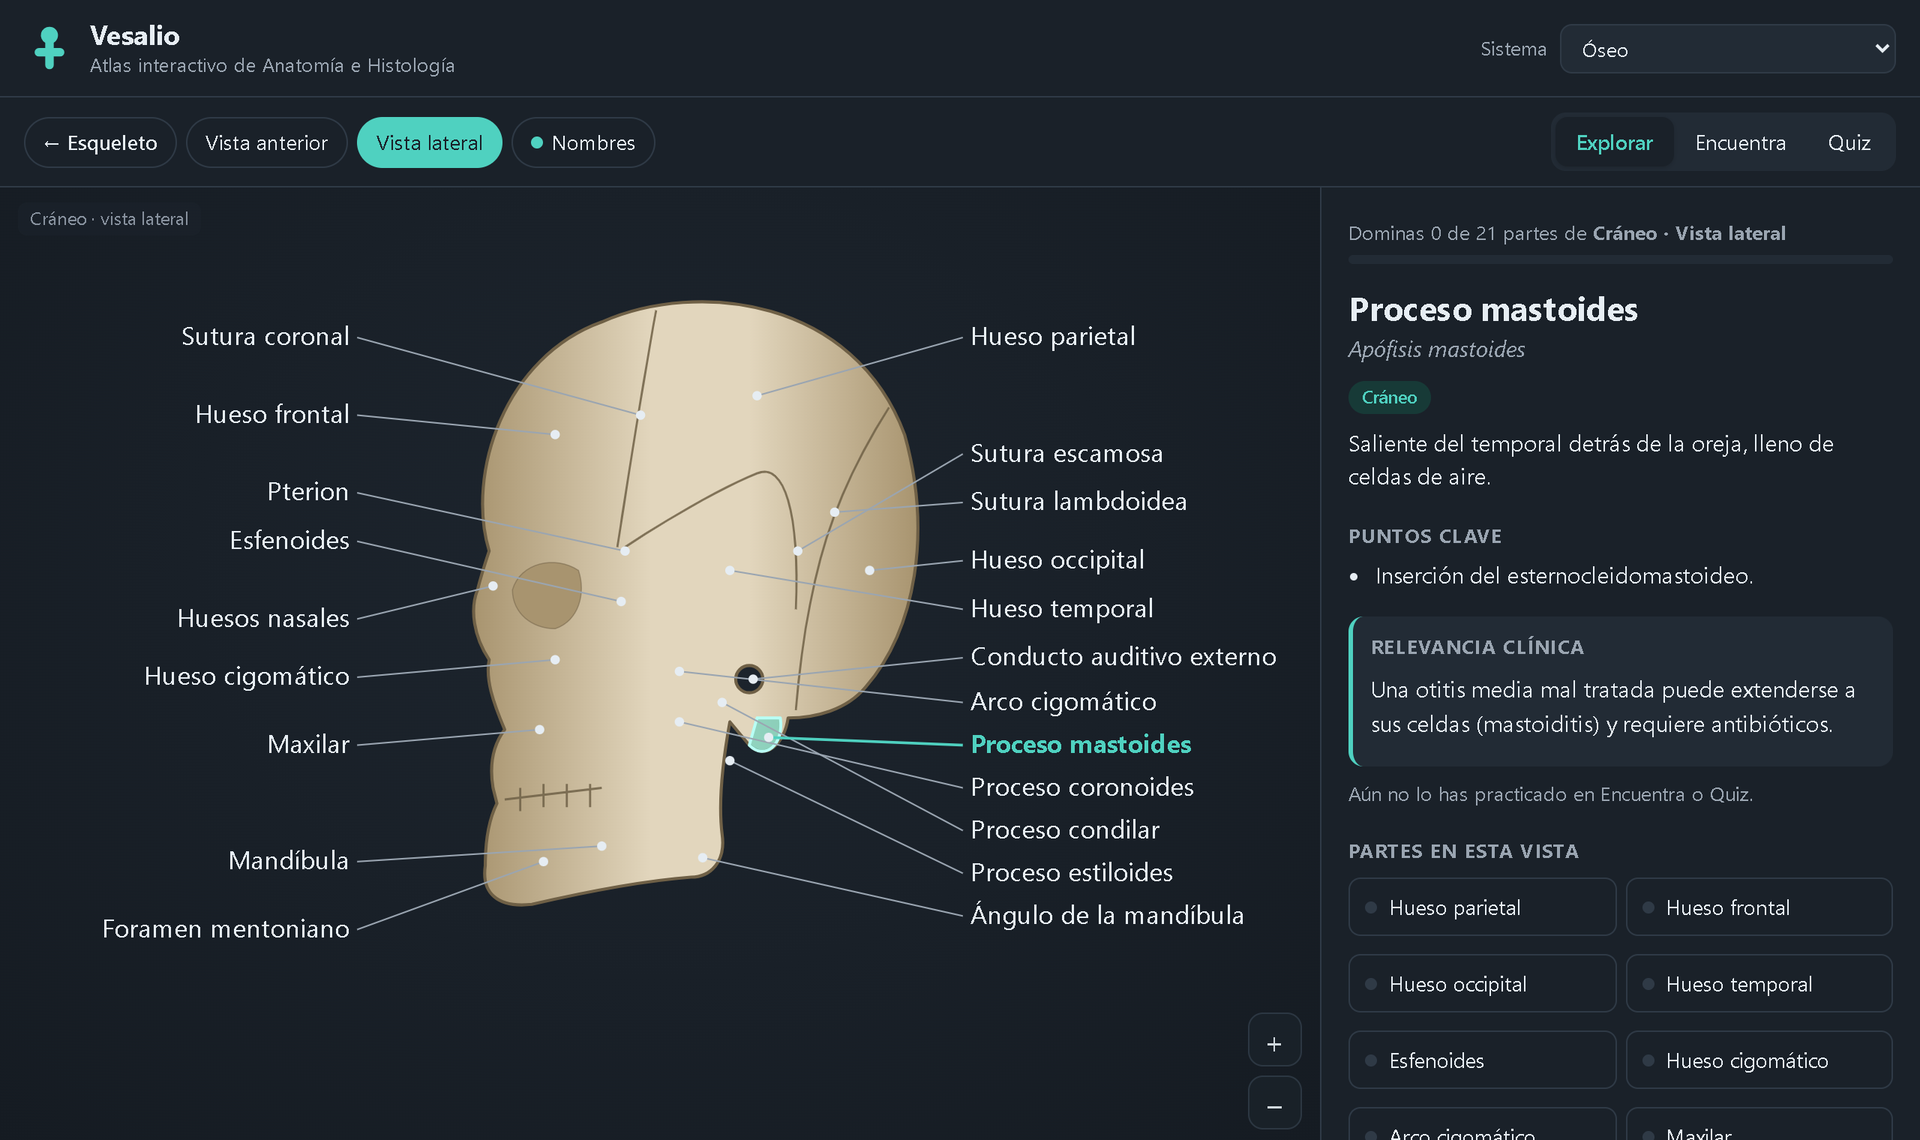 Vesalio
Atlas interactivo de Anatomía e Histología
Sistema
Óseo
← Esqueleto
Vista anterior
Vista lateral
Nombres
Explorar
Encuentra
Quiz
Cráneo · vista lateral
Sutura coronal
Hueso frontal
Pterion
Esfenoides
Huesos nasales
Hueso cigomático
Maxilar
Mandíbula
Foramen mentoniano
Hueso parietal
Sutura escamosa
Sutura lambdoidea
Hueso occipital
Hueso temporal
Conducto auditivo externo
Arco cigomático
Proceso mastoides
Proceso coronoides
Proceso condilar
Proceso estiloides
Ángulo de la mandíbula
+
−
Dominas 0 de 21 partes de Cráneo · Vista lateral
Proceso mastoides
Apófisis mastoides
Cráneo
Saliente del temporal detrás de la oreja, lleno de
celdas de aire.
PUNTOS CLAVE
• Inserción del esternocleidomastoideo.
RELEVANCIA CLÍNICA
Una otitis media mal tratada puede extenderse a
sus celdas (mastoiditis) y requiere antibióticos.
Aún no lo has practicado en Encuentra o Quiz.
PARTES EN ESTA VISTA
Hueso parietal
Hueso frontal
Hueso occipital
Hueso temporal
Esfenoides
Hueso cigomático
Arco cigomático
Maxilar